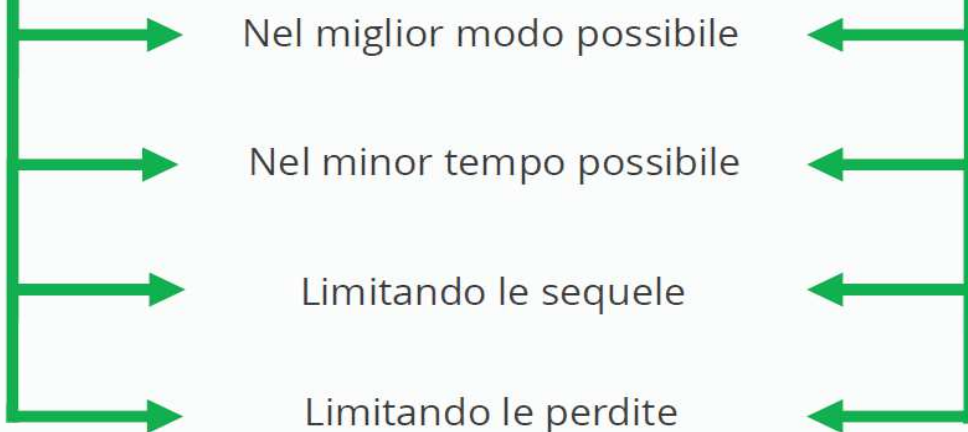 Nel miglior modo possibile
Nel minor tempo possibile
Limitando le sequele
Limitando le perdite